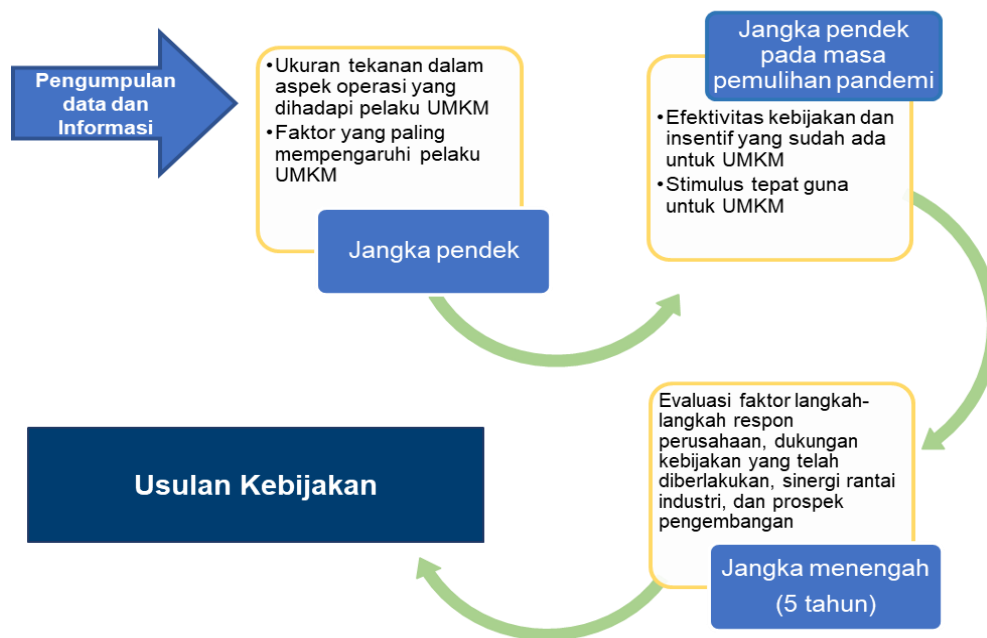 Pengumpulan
data dan
Informasi
•Ukuran tekanan dalam
aspek operasi yang
dihadapi pelaku UMKM
•Faktor yang paling
mempengaruhi pelaku
UMKM
Jangka pendek
Jangka pendek
pada masa
pemulihan pandemi
•Efektivitas kebijakan dan
insentif yang sudah ada
untuk UMKM
•Stimulus tepat guna
untuk UMKM
Evaluasi faktor langkah-
langkah respon
perusahaan, dukungan
kebijakan yang telah
diberlakukan, sinergi rantai
industri, dan prospek
pengembangan
Jangka menengah
(5 tahun)
Usulan Kebijakan